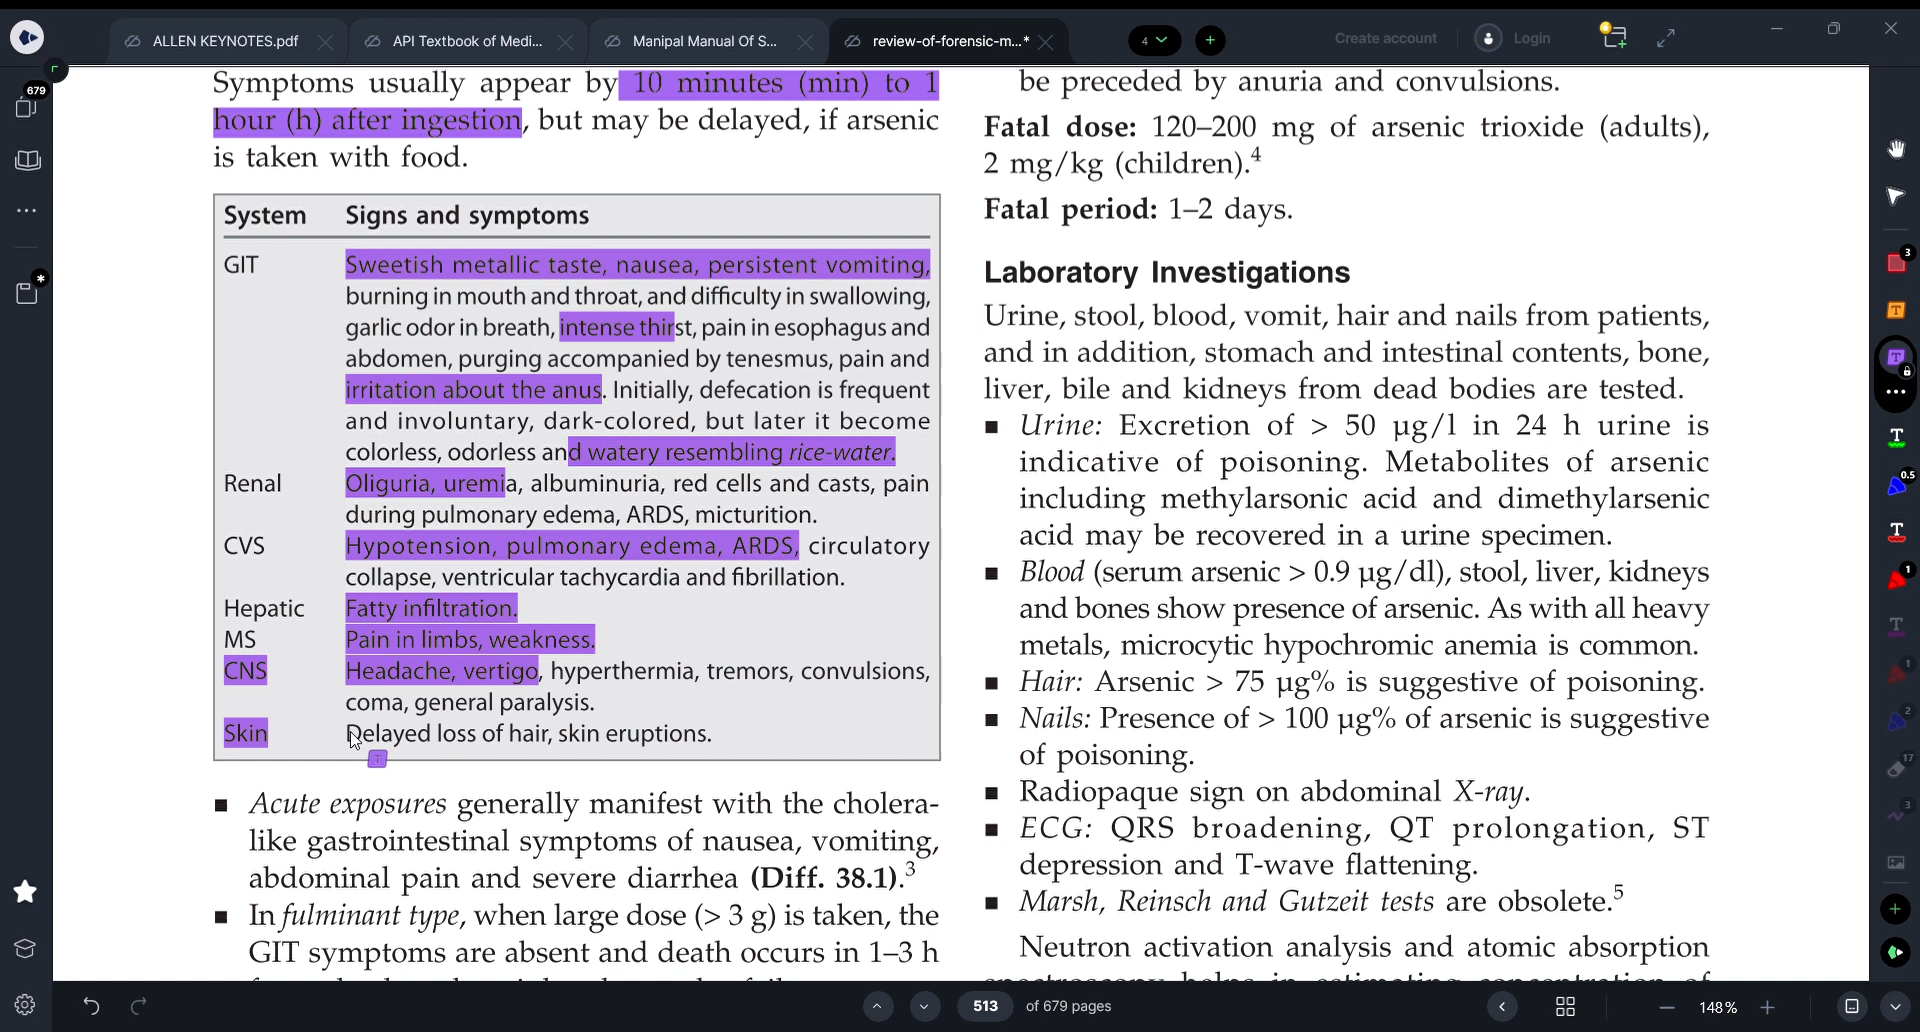 ALLEN KEYNOTES.pdf
API Textbook of Medi...
Manipal Manual Of S...
review-of-forensic-m...*
4
Create account
Login
679
Symptoms usually appear by 10 minutes (min) to 1
hour (h) after ingestion, but may be delayed, if arsenic
is taken with food.
System Signs and symptoms
GIT Sweetish metallic taste, nausea, persistent vomiting,
burning in mouth and throat, and difficulty in swallowing,
garlic odor in breath, intense thirst, pain in esophagus and
abdomen, purging accompanied by tenesmus, pain and
irritation about the anus. Initially, defecation is frequent
and involuntary, dark-colored, but later it become
colorless, odorless and watery resembling rice-water.
Renal Oliguria, uremia, albuminuria, red cells and casts, pain
during pulmonary edema, ARDS, micturition.
CVS Hypotension, pulmonary edema, ARDS, circulatory
collapse, ventricular tachycardia and fibrillation.
Hepatic Fatty infiltration.
MS Pain in limbs, weakness.
CNS Headache, vertigo, hyperthermia, tremors, convulsions,
coma, general paralysis.
Skin Delayed loss of hair, skin eruptions.
■ Acute exposures generally manifest with the cholera-
like gastrointestinal symptoms of nausea, vomiting,
abdominal pain and severe diarrhea (Diff. 38.1).3
■ In fulminant type, when large dose (> 3 g) is taken, the
GIT symptoms are absent and death occurs in 1–3 h
be preceded by anuria and convulsions.
Fatal dose: 120–200 mg of arsenic trioxide (adults),
2 mg/kg (children).4
Fatal period: 1–2 days.
Laboratory Investigations
Urine, stool, blood, vomit, hair and nails from patients,
and in addition, stomach and intestinal contents, bone,
liver, bile and kidneys from dead bodies are tested.
■ Urine: Excretion of > 50 µg/l in 24 h urine is
indicative of poisoning. Metabolites of arsenic
including methylarsonic acid and dimethylarsenic
acid may be recovered in a urine specimen.
■ Blood (serum arsenic > 0.9 µg/dl), stool, liver, kidneys
and bones show presence of arsenic. As with all heavy
metals, microcytic hypochromic anemia is common.
■ Hair: Arsenic > 75 µg% is suggestive of poisoning.
■ Nails: Presence of > 100 µg% of arsenic is suggestive
of poisoning.
■ Radiopaque sign on abdominal X-ray.
■ ECG: QRS broadening, QT prolongation, ST
depression and T-wave flattening.
■ Marsh, Reinsch and Gutzeit tests are obsolete.5
Neutron activation analysis and atomic absorption
spectroscopy helps in estimating concentration of
3
T
T
T
0.5
T
1
T
1
2
17
3
513 of 679 pages
148%